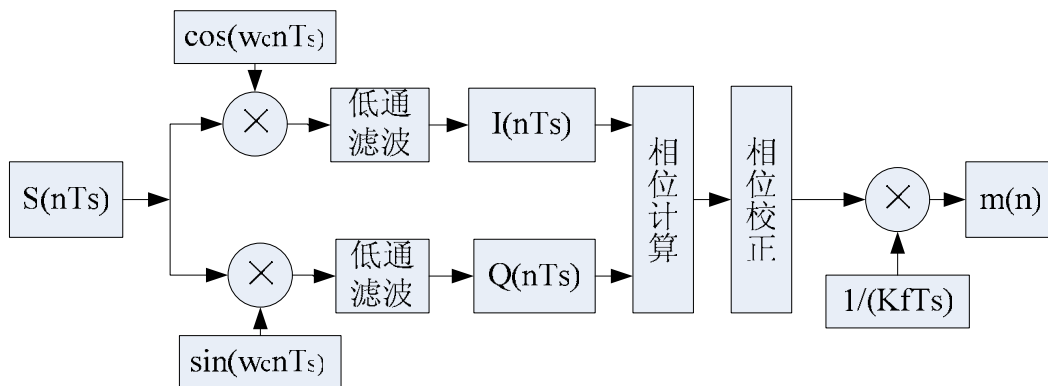 cos(wcnTs)
低通
滤波
I(nTs)
S(nTs)
×
×
低通
滤波
Q(nTs)
sin(wcnTs)
相位计算
相位校正
×
m(n)
1/(KfTs)